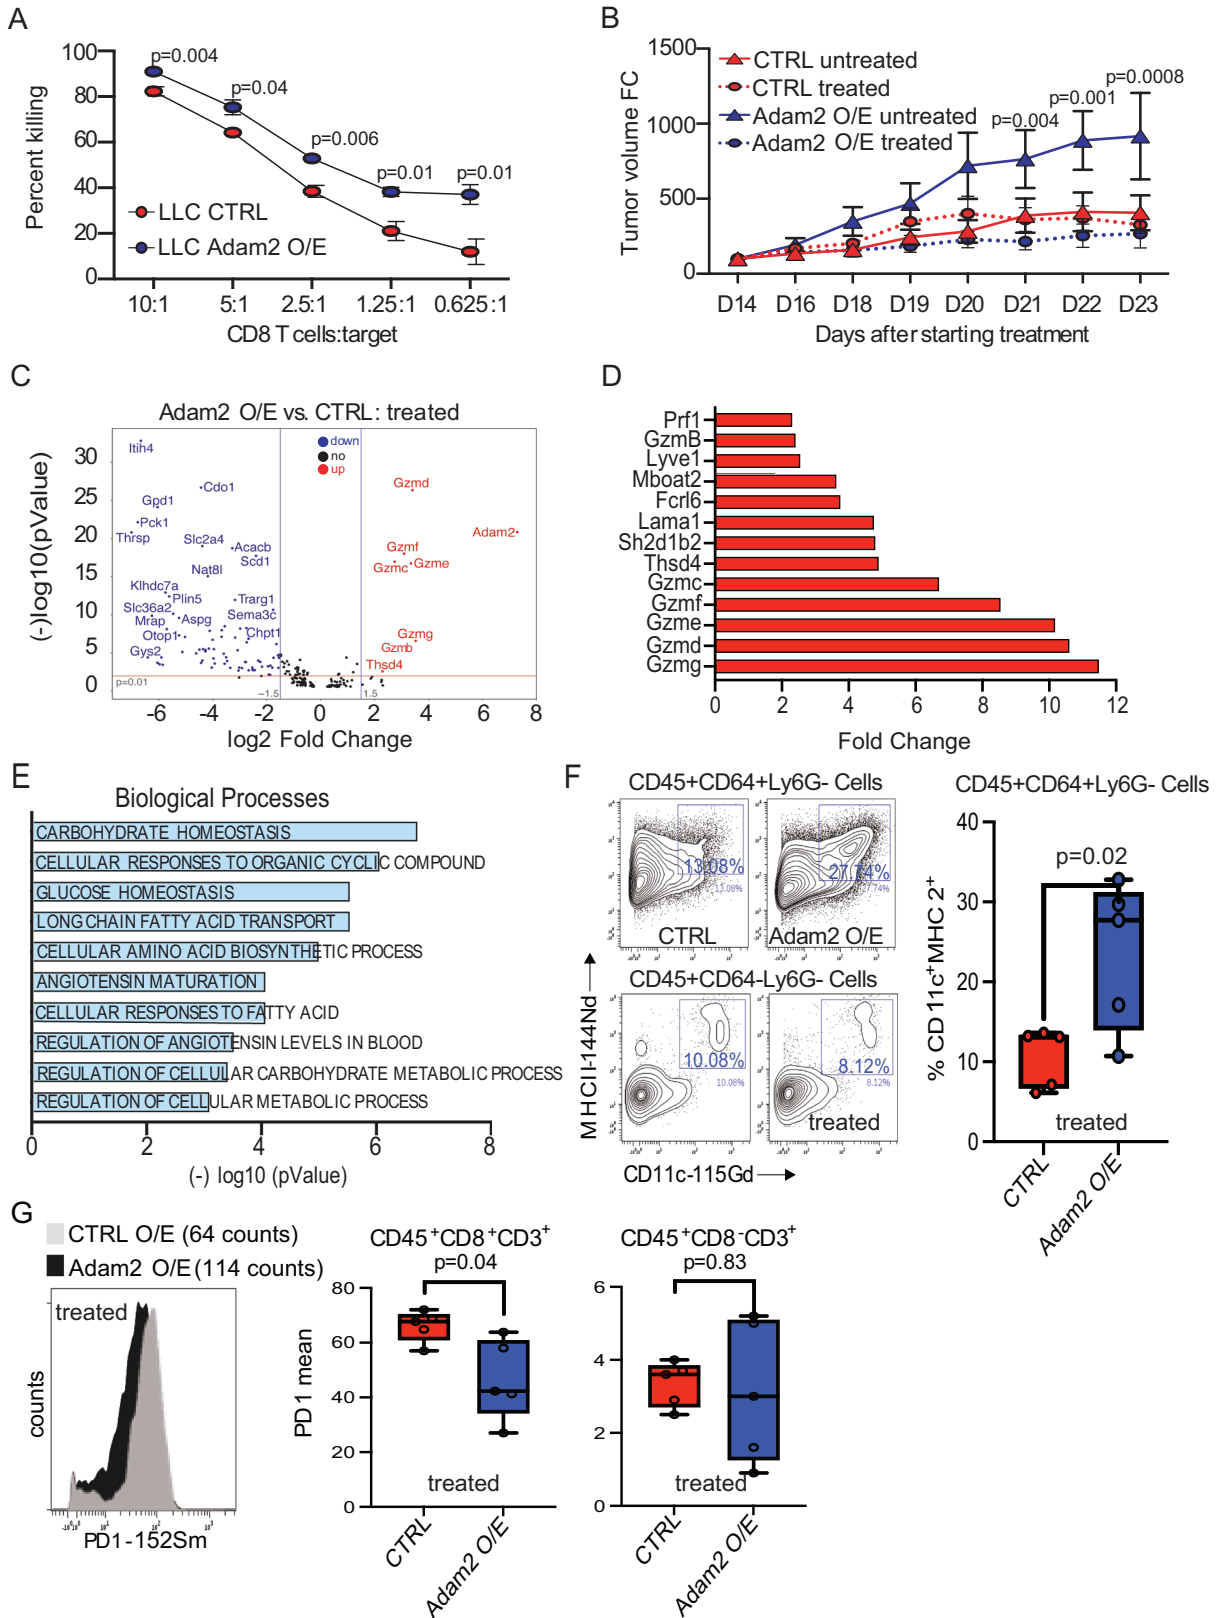 A
Percent killing
100
80
60
40
20
0
p=0.004
p=0.04
p=0.006
p=0.01
p=0.01
LLC CTRL
LLC Adam2 O/E
10:1
5:1
2.5:1
1.25:1
0.625:1
CD8 T cells:target
B
Tumor volume FC
1500
1000
500
0
CTRL untreated
CTRL treated
Adam2 O/E untreated
Adam2 O/E treated
p=0.004
p=0.001
p=0.0008
D14
D16
D18
D19
D20
D21
D22
D23
Days after starting treatment
C
Adam2 O/E vs. CTRL: treated
(-)log10(pValue)
30
25
20
15
10
5
0
down
no
up
Itih4
Cdo1
Gpd1
Pck1
Thrsp
Slc2a4
Acacb
Scd1
Nat8l
Klhdc7a
Plin5
Trarg1
Slc36a2
Sema3c
Mrap
Aspg
Otop1
Chpt1
Gys2
Gzmd
Adam2
Gzmf
Gzme
Gzmc
Gzmg
Gzmb
Thsd4
p=0.01
-1.5
1.5
-6
-4
-2
0
2
4
6
8
log2 Fold Change
D
Prf1
GzmB
Lyve1
Mboat2
Fcrl6
Lama1
Sh2d1b2
Thsd4
Gzmc
Gzmf
Gzme
Gzmd
Gzmg
0
2
4
6
8
10
12
Fold Change
E
Biological Processes
CARBOHYDRATE HOMEOSTASIS
CELLULAR RESPONSES TO ORGANIC CYCLIC COMPOUND
GLUCOSE HOMEOSTASIS
LONG CHAIN FATTY ACID TRANSPORT
CELLULAR AMINO ACID BIOSYNTHETIC PROCESS
ANGIOTENSIN MATURATION
CELLULAR RESPONSES TO FATTY ACID
REGULATION OF ANGIOTENSIN LEVELS IN BLOOD
REGULATION OF CELLULAR CARBOHYDRATE METABOLIC PROCESS
REGULATION OF CELLULAR METABOLIC PROCESS
0
2
4
6
8
(-) log10 (pValue)
F
CD45+CD64+Ly6G- Cells
13.08%
13.08%
CTRL
27.74%
27.74%
Adam2 O/E
CD45+CD64-Ly6G- Cells
10.08%
10.08%
8.12%
8.12%
treated
MHCII-144Nd
CD11c-115Gd
CD45+CD64+Ly6G- Cells
% CD11c+MHC 2+
40
30
20
10
0
p=0.02
treated
CTRL
Adam2 O/E
G
CTRL O/E (64 counts)
Adam2 O/E (114 counts)
treated
counts
PD1-152Sm
CD45+CD8+CD3+
p=0.04
PD1 mean
80
60
40
20
0
treated
CTRL
Adam2 O/E
CD45+CD8-CD3+
p=0.83
6
4
2
0
treated
CTRL
Adam2 O/E